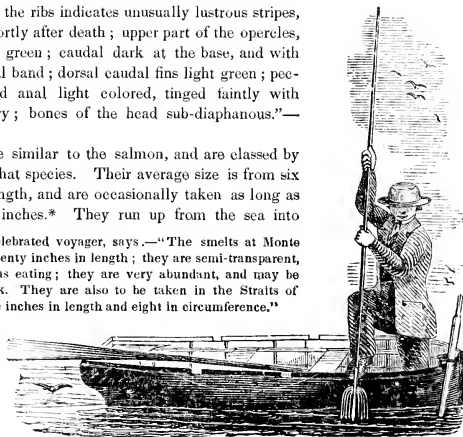 the ribs indicates unusually lustrous stripes,
ortly after death ; upper part of the opercles,
green ; caudal dark at the base, and with
l band ; dorsal caudal fins light green ; pec-
d anal light colored, tinged faintly with
y ; bones of the head sub-diaphanous."—
e similar to the salmon, and are classed by
hat species. Their average size is from six
ngth, and are occasionally taken as long as
inches.* They run up from the sea into
lebrated voyager, says.—"The smelts at Monte
enty inches in length ; they are semi-transparent,
as eating ; they are very abundant, and may be
k. They are also to be taken in the Straits of
e inches in length and eight in circumference."